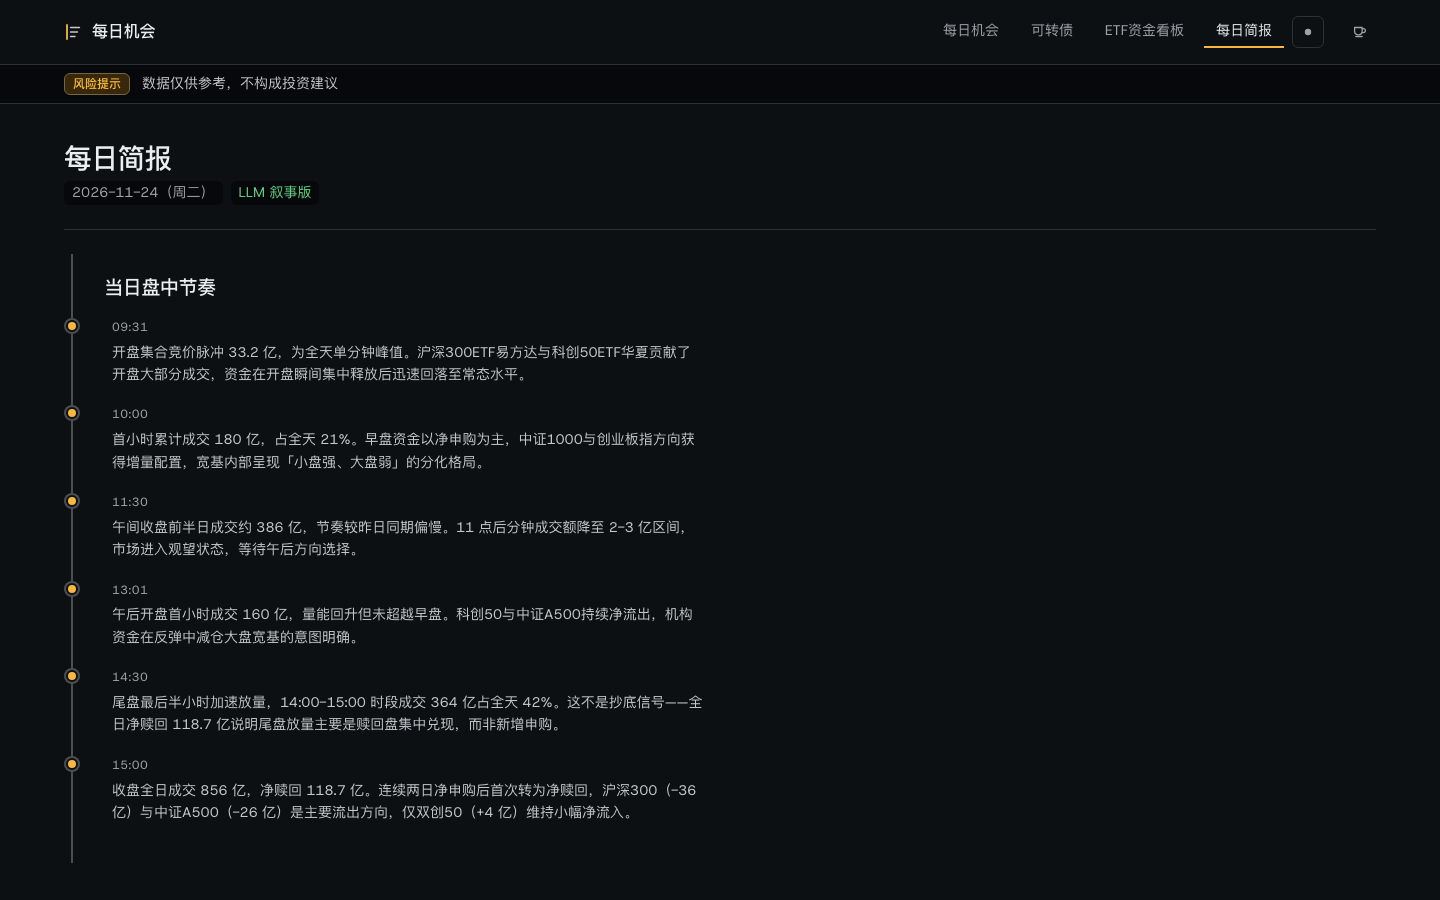 每日机会
每日机会 可转债 ETF资金看板 每日简报
风险提示 数据仅供参考，不构成投资建议
每日简报
2026-11-24（周二） LLM 叙事版
当日盘中节奏
09:31
开盘集合竞价脉冲 33.2 亿，为全天单分钟峰值。沪深300ETF易方达与科创50ETF华夏贡献了
开盘大部分成交，资金在开盘瞬间集中释放后迅速回落至常态水平。
10:00
首小时累计成交 180 亿，占全天 21%。早盘资金以净申购为主，中证1000与创业板指方向获
得增量配置，宽基内部呈现「小盘强、大盘弱」的分化格局。
11:30
午间收盘前半日成交约 386 亿，节奏较昨日同期偏慢。11 点后分钟成交额降至 2-3 亿区间，
市场进入观望状态，等待午后方向选择。
13:01
午后开盘首小时成交 160 亿，量能回升但未超越早盘。科创50与中证A500持续净流出，机构
资金在反弹中减仓大盘宽基的意图明确。
14:30
尾盘最后半小时加速放量，14:00-15:00 时段成交 364 亿占全天 42%。这不是抄底信号——全
日净赎回 118.7 亿说明尾盘放量主要是赎回盘集中兑现，而非新增申购。
15:00
收盘全日成交 856 亿，净赎回 118.7 亿。连续两日净申购后首次转为净赎回，沪深300（-36
亿）与中证A500（-26 亿）是主要流出方向，仅双创50（+4 亿）维持小幅净流入。